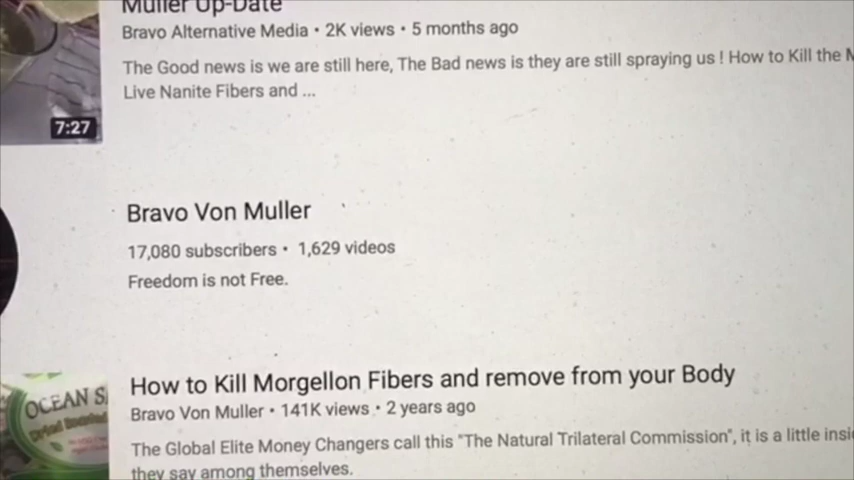 Muller Up-Date
Bravo Alternative Media • 2K views • 5 months ago
The Good news is we are still here, The Bad news is they are still spraying us ! How to Kill the
Live Nanite Fibers and ...
7:27
Bravo Von Muller
17,080 subscribers • 1,629 videos
Freedom is not Free.
How to Kill Morgellon Fibers and remove from your Body
Bravo Von Muller • 141K views • 2 years ago
OCEAN
The Global Elite Money Changers call this "The Natural Trilateral Commission", it is a little
they say among themselves.